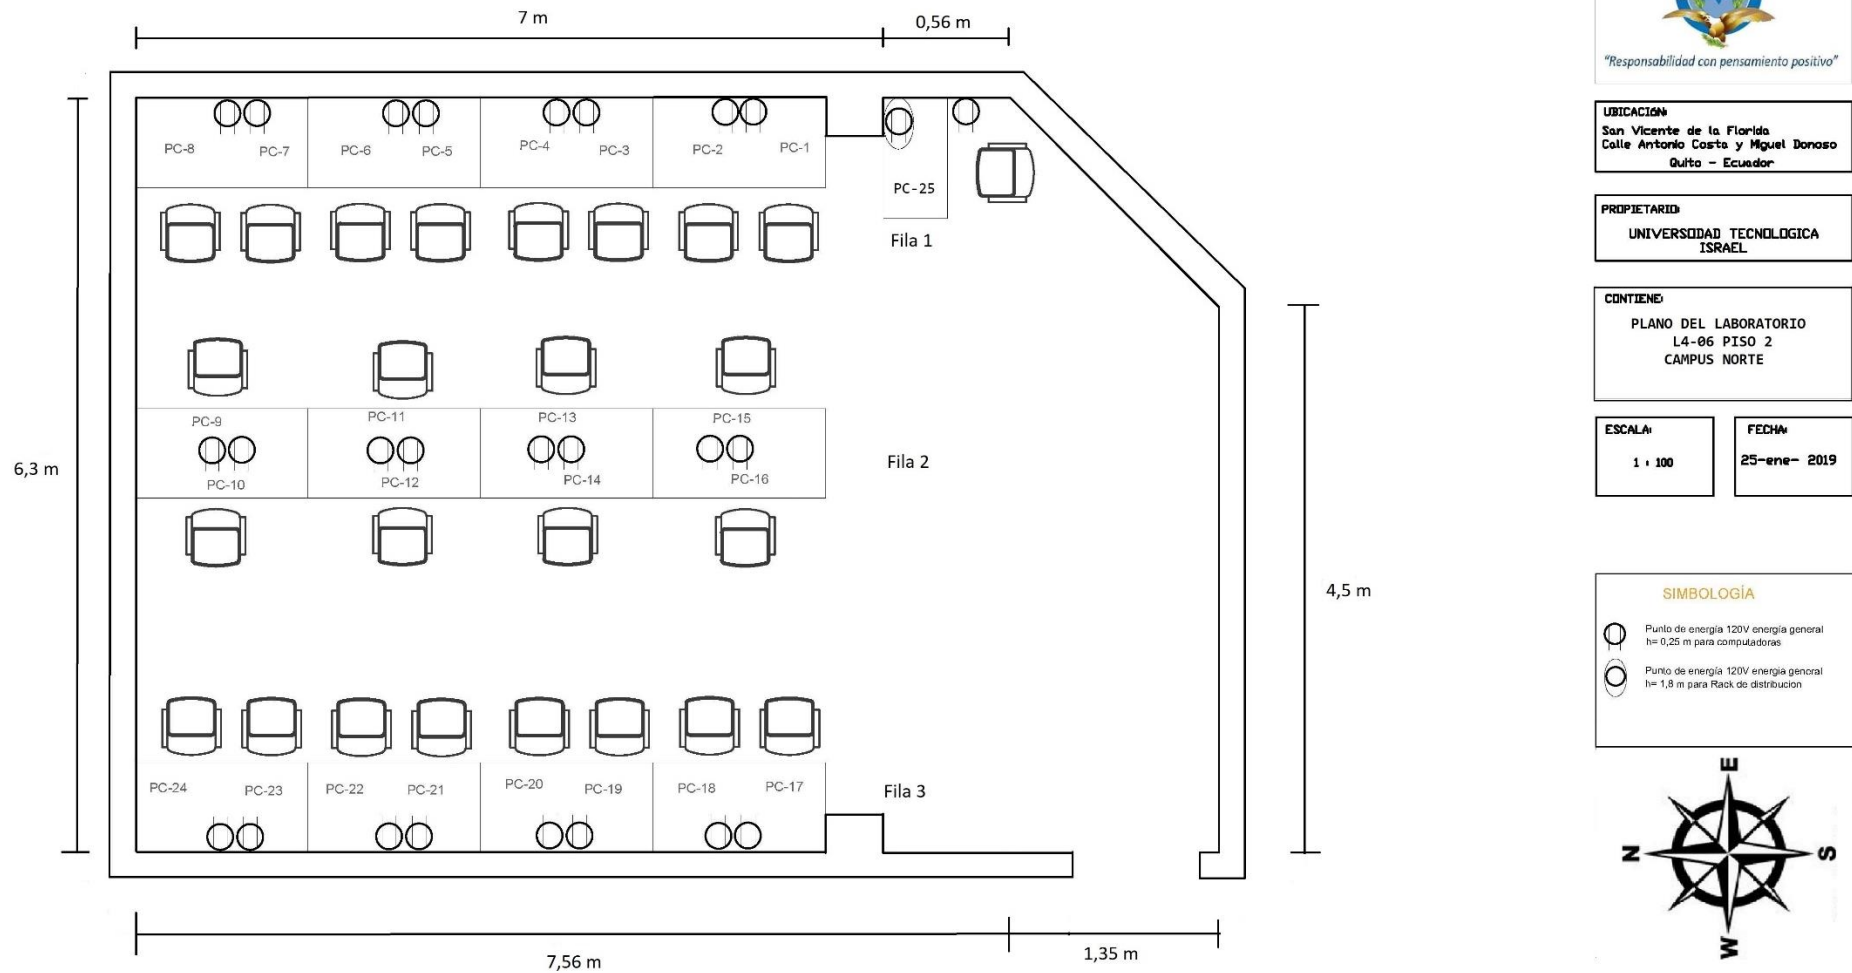 7 m
0,56 m
PC-8
PC-7
PC-6
PC-5
PC-4
PC-3
PC-2
PC-1
PC-25
Fila 1
PC-9
PC-11
PC-13
PC-15
PC-10
PC-12
PC-14
PC-16
Fila 2
6,3 m
4,5 m
PC-24
PC-23
PC-22
PC-21
PC-20
PC-19
PC-18
PC-17
Fila 3
7,56 m
1,35 m
"Responsabilidad con pensamiento positivo"
UBICACIÓN:
San Vicente de la Florida
Calle Antonio Costa y Miguel Donoso
Quito - Ecuador
PROPIETARIO:
UNIVERSIDAD TECNOLOGICA
ISRAEL
CONTIENE:
PLANO DEL LABORATORIO
L4-06 PISO 2
CAMPUS NORTE
ESCALA:
1 : 100
FECHA:
25-ene- 2019
SIMBOLOGÍA
Punto de energía 120V energía general
h= 0,25 m para computadoras
Punto de energía 120V energía general
h= 1,8 m para Rack de distribucion
E
N
S
W